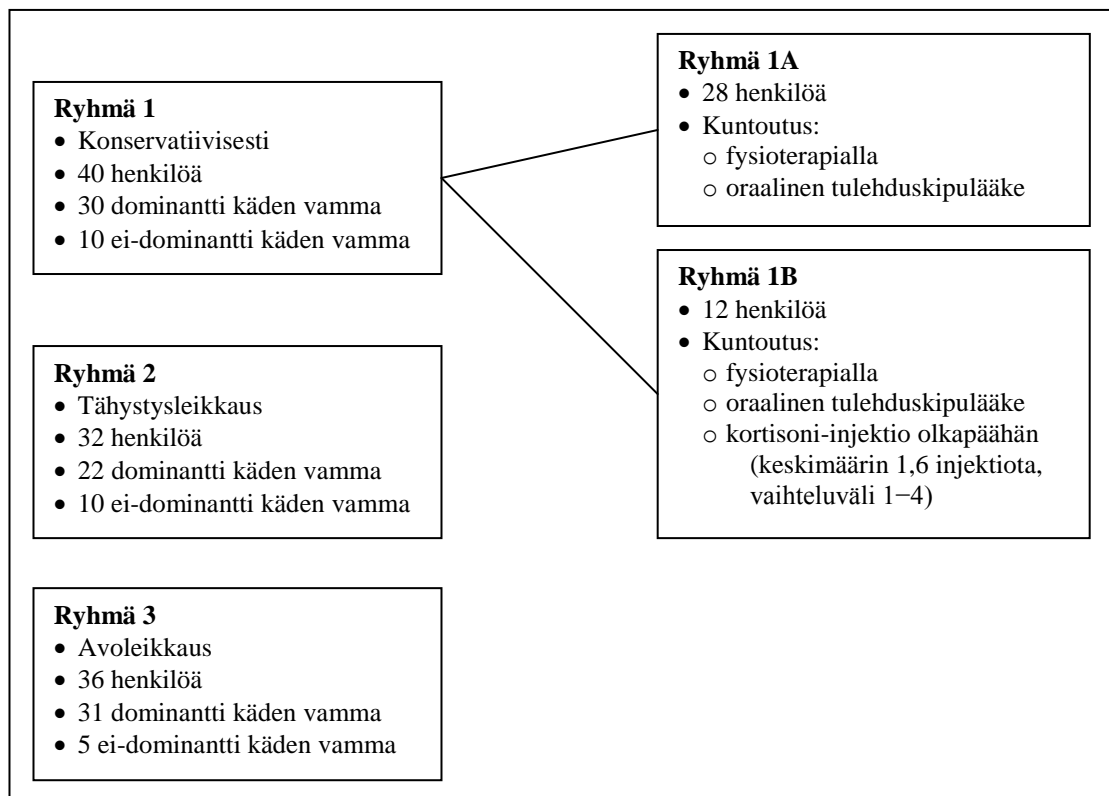 Ryhmä 1
• Konservatiivisesti
• 40 henkilöä
• 30 dominantti käden vamma
• 10 ei-dominantti käden vamma
Ryhmä 2
• Tähystysleikkaus
• 32 henkilöä
• 22 dominantti käden vamma
• 10 ei-dominantti käden vamma
Ryhmä 3
• Avoleikkaus
• 36 henkilöä
• 31 dominantti käden vamma
• 5 ei-dominantti käden vamma
Ryhmä 1A
• 28 henkilöä
• Kuntoutus:
o fysioterapialla
o oraalinen tulehduskipulääke
Ryhmä 1B
• 12 henkilöä
• Kuntoutus:
o fysioterapialla
o oraalinen tulehduskipulääke
o kortisoni-injektio olkapäähän
(keskimäärin 1,6 injektiota,
vaihteluväli 1−4)